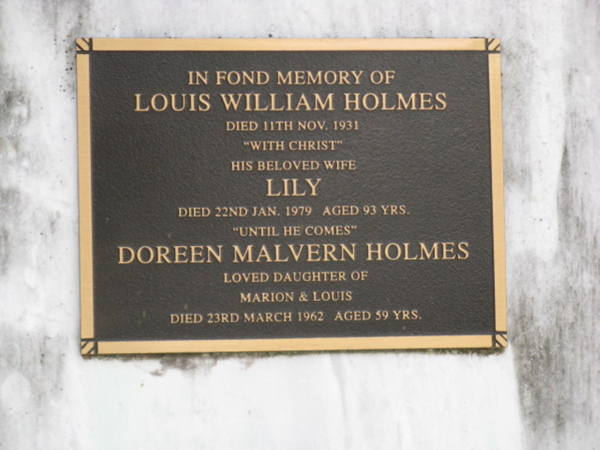 IN FOND MEMORY OF
LOUIS WILLIAM HOLMES
DIED 11TH NOV. 1931
"WITH CHRIST"
HIS BELOVED WIFE
LILY
DIED 22ND JAN. 1979 AGED 93 YRS.
"UNTIL HE COMES"
DOREEN MALVERN HOLMES
LOVED DAUGHTER OF
MARION & LOUIS
DIED 23RD MARCH 1962 AGED 59 YRS.